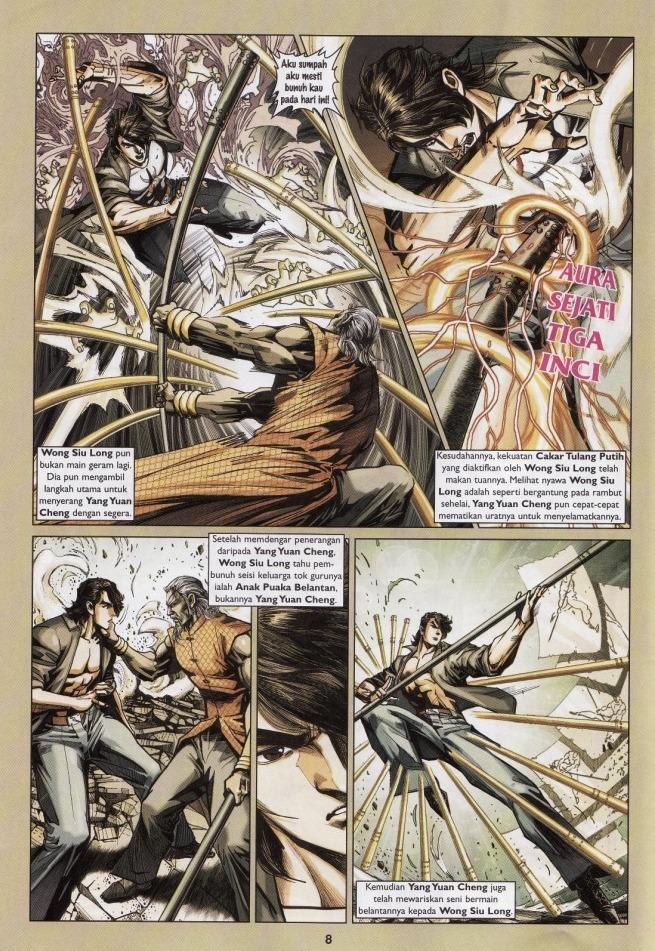 Aku sumpah
aku mesti
bunuh kau
pada hari ini!
AURA
SEJATI
TIGA
INCI
Wong Siu Long pun
bukan main geram lagi.
Dia pun mengambil
langkah utama untuk
menyerang Yang Yuan
Cheng dengan segera.
Kesudahannya, kekuatan Cakar Tulang Putih
yang diaktifkan oleh Wong Siu Long telah
makan tuannya. Melihat nyawa Wong Siu
Long adalah seperti bergantung pada rambut
sehelai, Yang Yuan Cheng pun cepat-cepat
mematikan uratnya untuk menyelamatkannya.
Setelah memdengar penerangan
daripada Yang Yuan Cheng.
Wong Siu Long tahu pem-
bunuh seisi keluarga tok gurunya
ialah Anak Puaka Belantan,
bukannya Yang Yuan Cheng.
Kemudian Yang Yuan Cheng juga
telah mewariskan seni bermain
belantannya kepada Wong Siu Long.
8